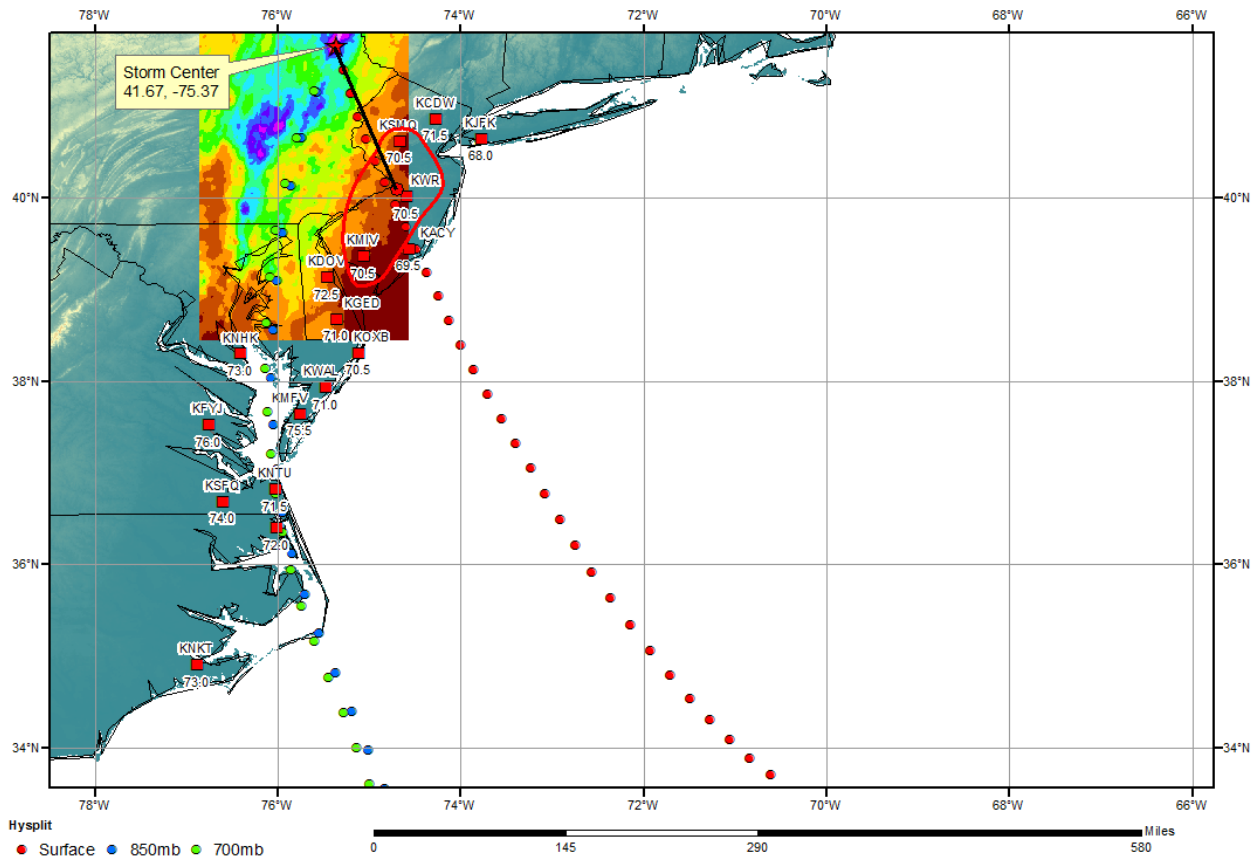 78°W 76°W 74°W 72°W 70°W 68°W 66°W
Storm Center
41.67, -75.37
KCDW
71.5
KSMQ
70.5
KJFK
68.0
40°N 40°N
KWR
70.5
KACY
69.5
KMIV
70.5
KDOV
72.5
KGED
71.0
KOXB
70.5
KNHK
73.0
38°N 38°N
KWAL
71.0
KMFV
75.5
KFYJ
76.0
KNTU
71.5
KSFQ
74.0
72.0
36°N 36°N
KNKT
73.0
34°N 34°N
78°W 76°W 74°W 72°W 70°W 68°W 66°W
Hysplit
Surface 850mb 700mb
Miles
0 145 290 580